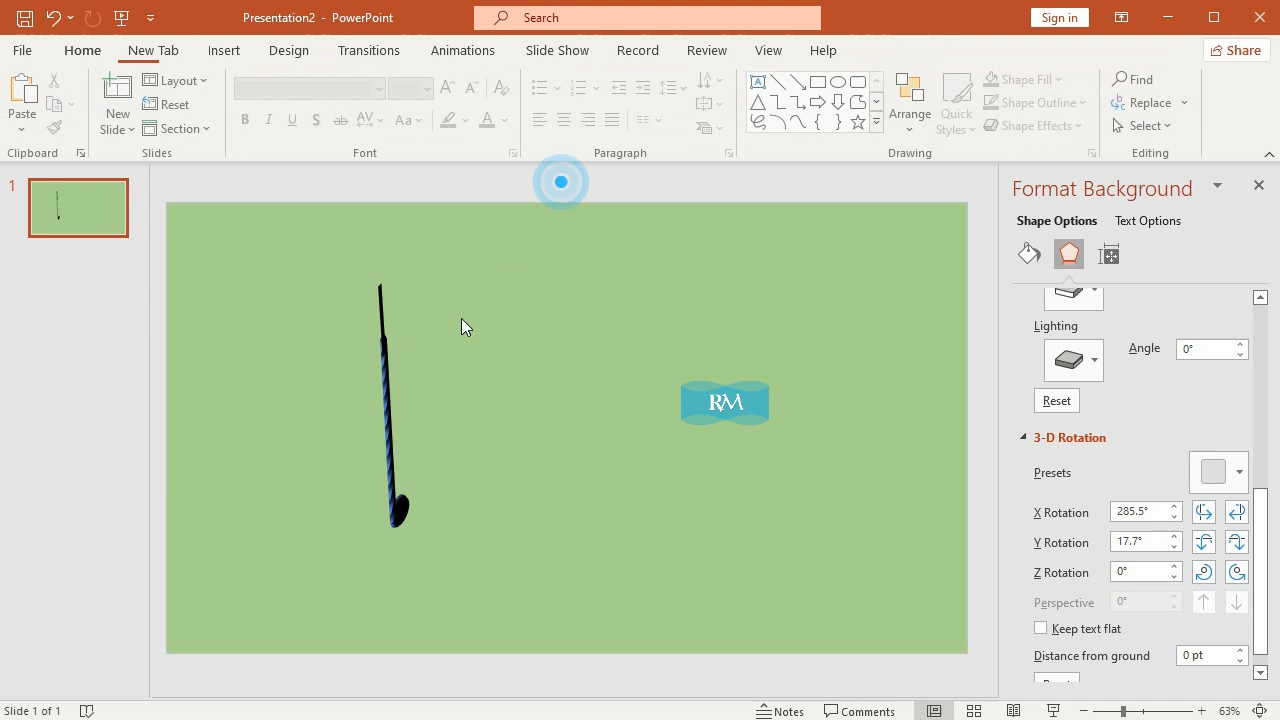 Presentation2 - PowerPoint
Search
Sign in
File
Home
New Tab
Insert
Design
Transitions
Animations
Slide Show
Record
Review
View
Help
Share
Paste
New
Slide
Layout
Reset
Section
B
I
U
S
ab
AV
Aa
A
Arrange
Quick
Styles
Shape Fill
Shape Outline
Shape Effects
Find
Replace
Select
Clipboard
Slides
Font
Paragraph
Drawing
Editing
1
RM
Format Background
Shape Options
Text Options
Lighting
Angle
0°
Reset
3-D Rotation
Presets
X Rotation
285.5°
Y Rotation
17.7°
Z Rotation
0°
Perspective
0°
Keep text flat
Distance from ground
0 pt
Slide 1 of 1
Notes
Comments
63%